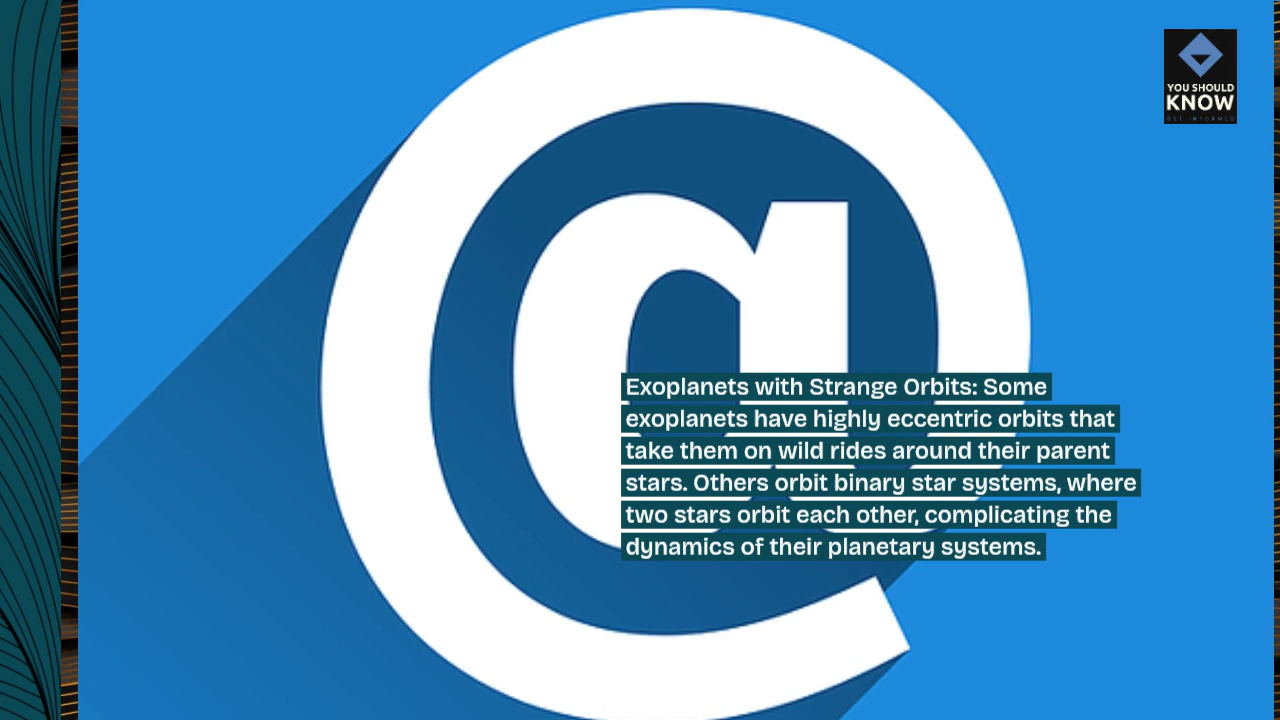 YOU SHOULD
KNOW
GET INFORMED
@
Exoplanets with Strange Orbits: Some
exoplanets have highly eccentric orbits that
take them on wild rides around their parent
stars. Others orbit binary star systems, where
two stars orbit each other, complicating the
dynamics of their planetary systems.